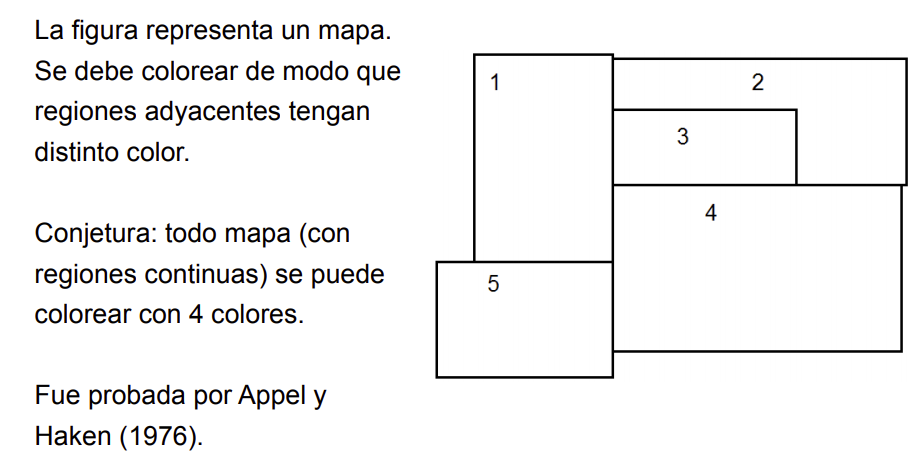 La figura representa un mapa.
Se debe colorear de modo que
regiones adyacentes tengan
distinto color.
Conjetura: todo mapa (con
regiones continuas) se puede
colorear con 4 colores.
Fue probada por Appel y
Haken (1976).
1
2
3
4
5